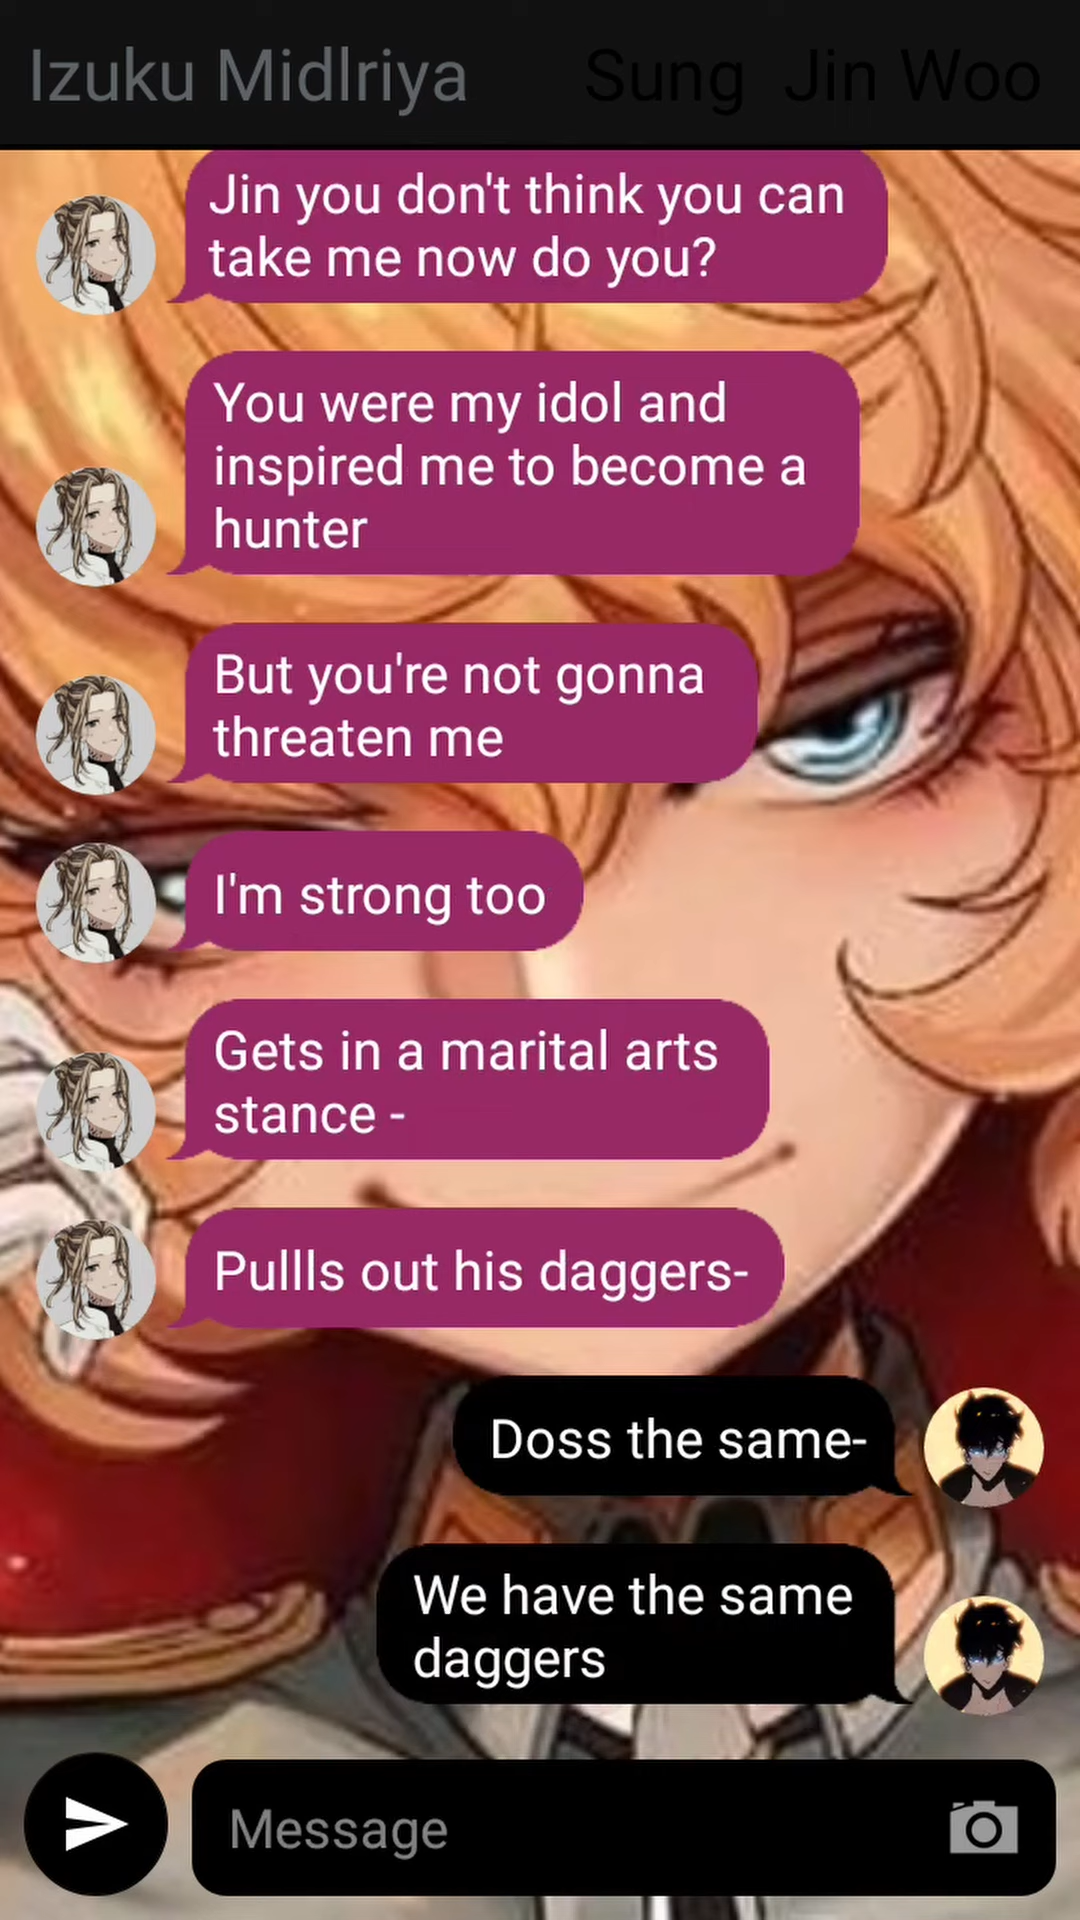 Izuku Midlriya Sung Jin Woo
Jin you don't think you can
take me now do you?
You were my idol and
inspired me to become a
hunter
But you're not gonna
threaten me
I'm strong too
Gets in a marital arts
stance -
Pullls out his daggers-
Doss the same-
We have the same
daggers
Message